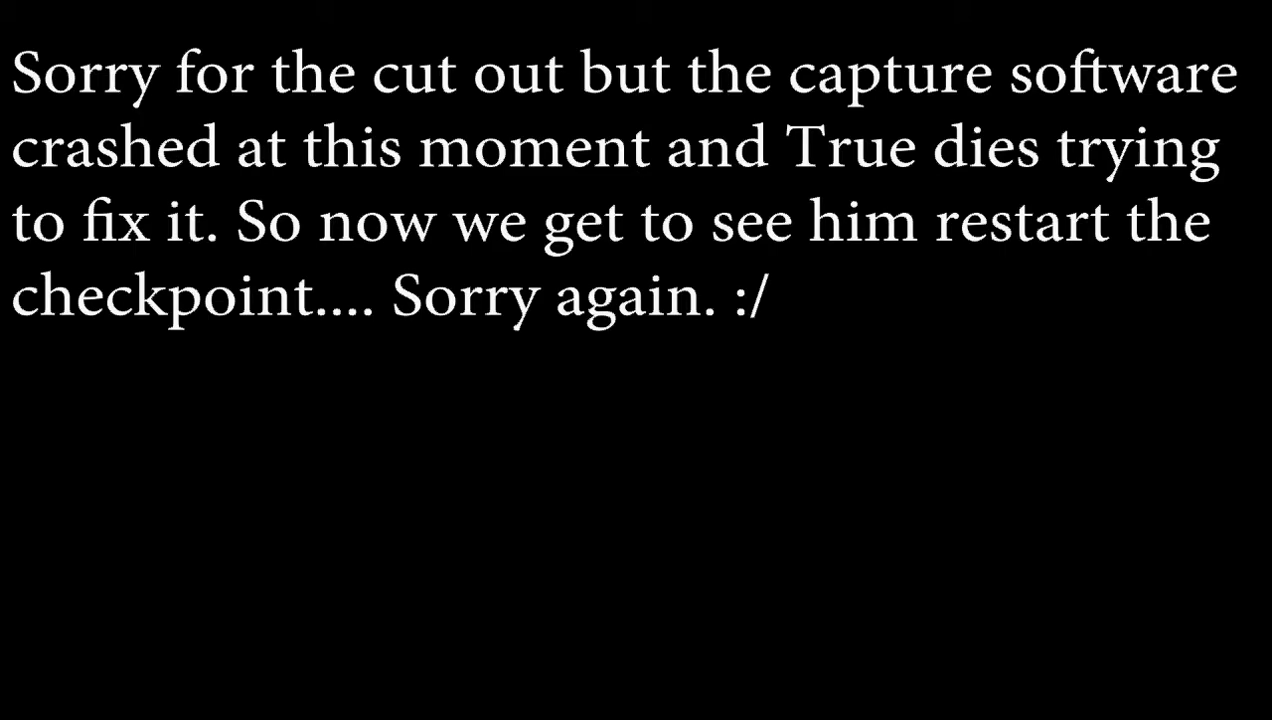 Sorry for the cut out but the capture software
crashed at this moment and True dies trying
to fix it. So now we get to see him restart the
checkpoint.... Sorry again. :/